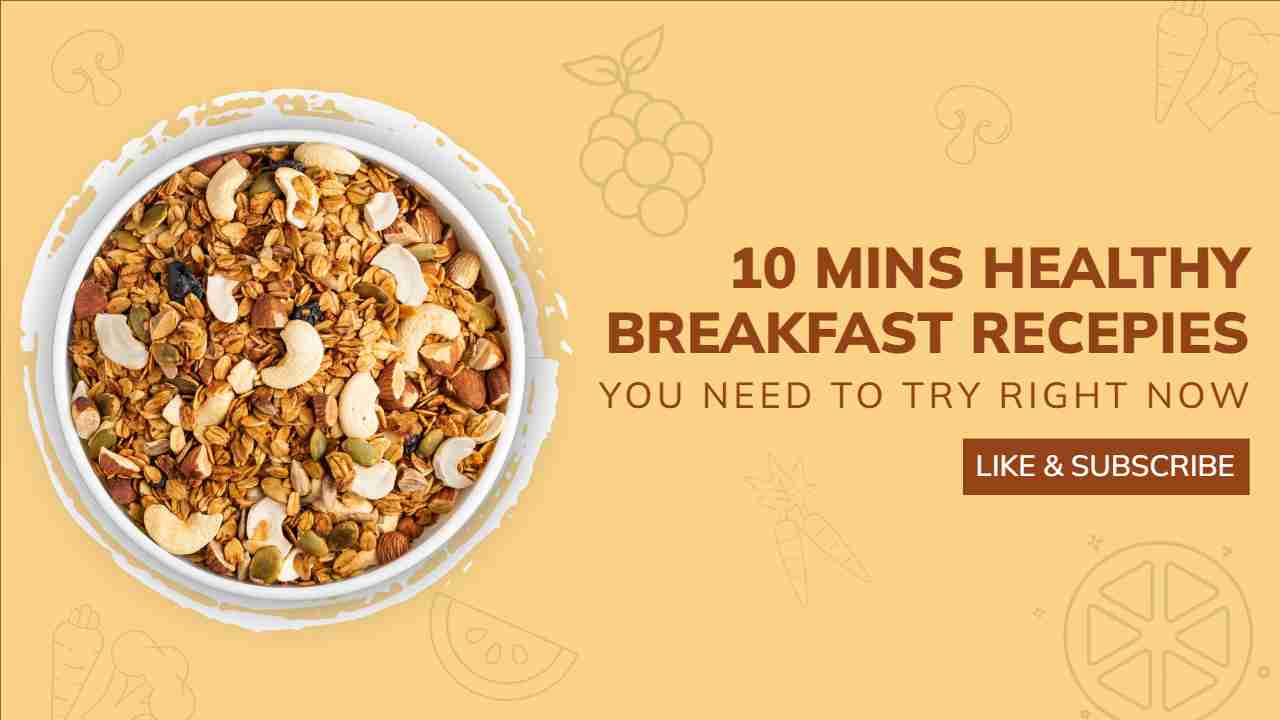 10 MINS HEALTHY
BREAKFAST RECEPIES
YOU NEED TO TRY RIGHT NOW
LIKE & SUBSCRIBE